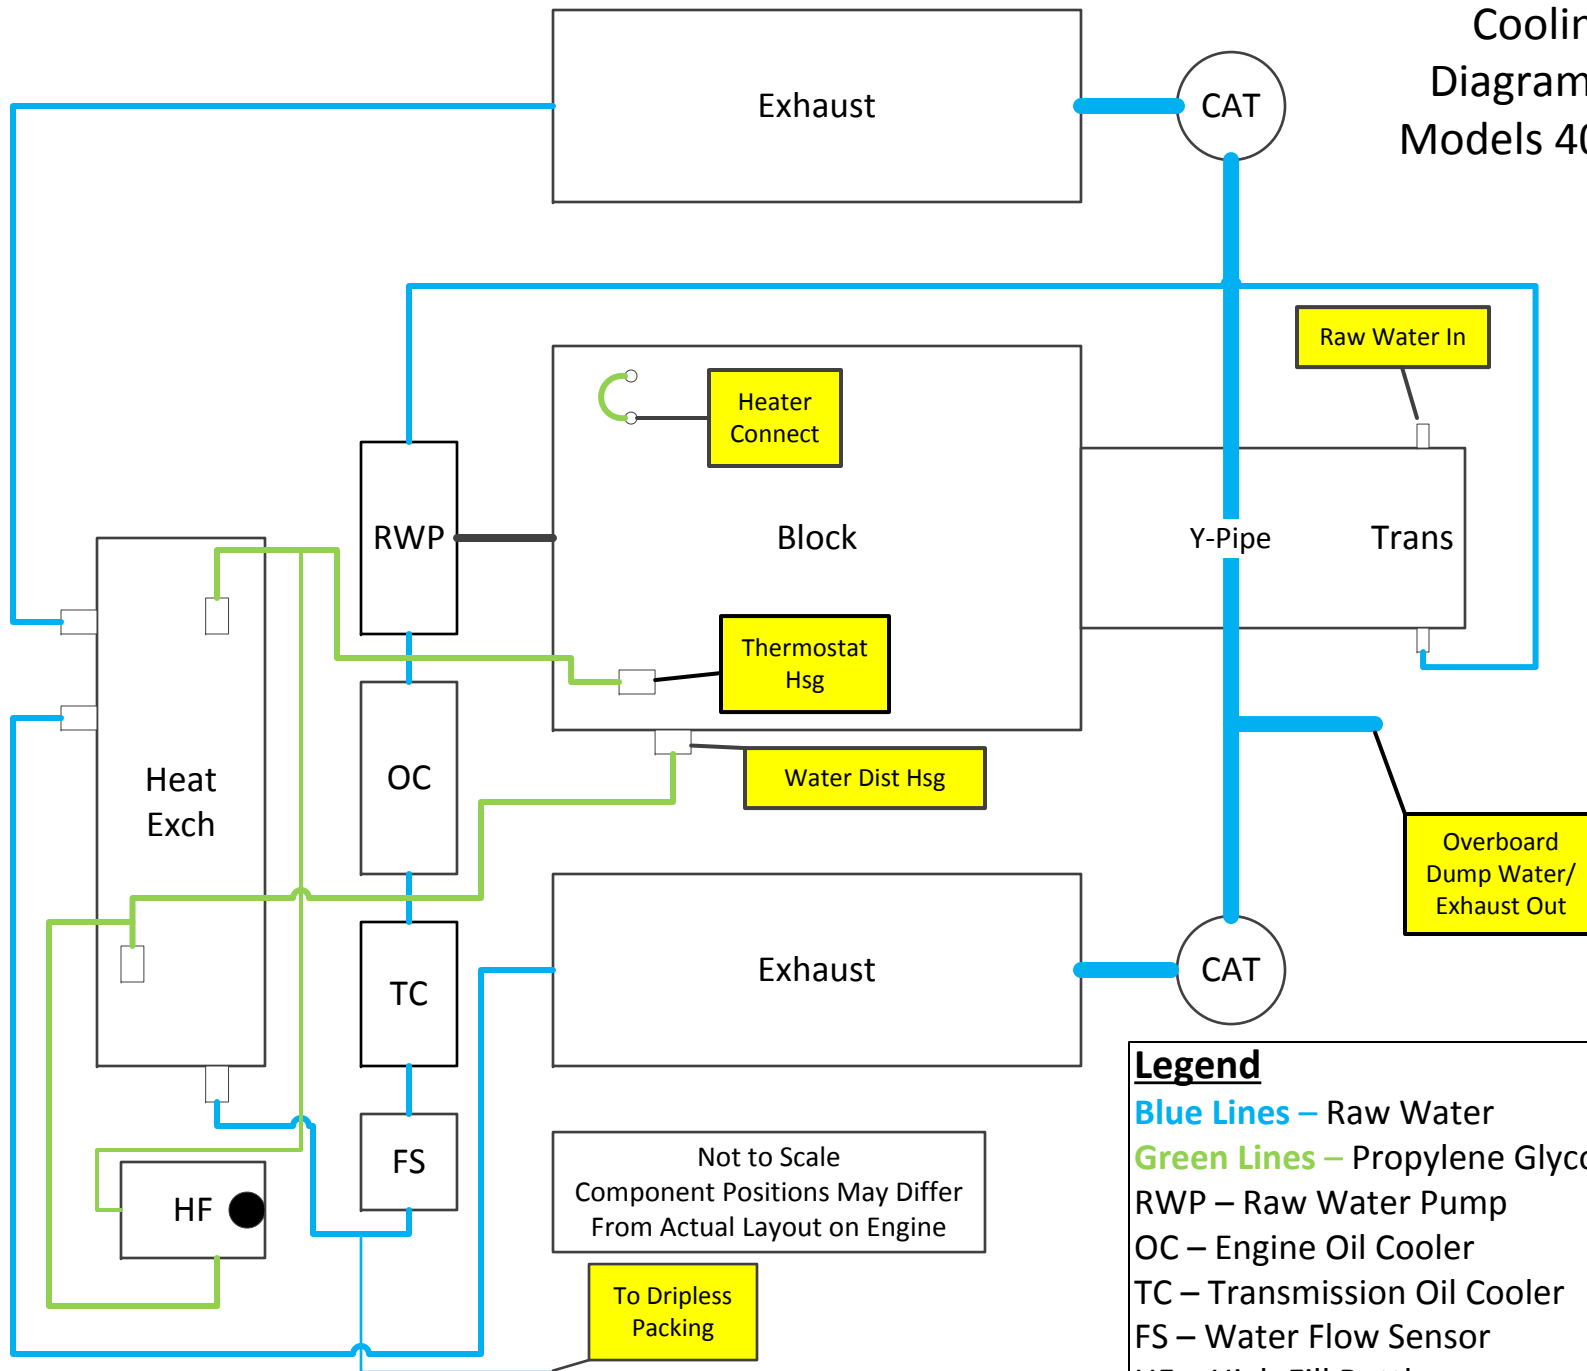 Cooling
Diagram
Models 40
Exhaust
CAT
Raw Water In
Heater
Connect
RWP
Block
Y-Pipe
Trans
Thermostat
Hsg
Heat
Exch
OC
Water Dist Hsg
Overboard
Dump Water/
Exhaust Out
TC
Exhaust
CAT
FS
HF
Not to Scale
Component Positions May Differ
From Actual Layout on Engine
To Dripless
Packing
Legend
Blue Lines – Raw Water
Green Lines – Propylene Glyco
RWP – Raw Water Pump
OC – Engine Oil Cooler
TC – Transmission Oil Cooler
FS – Water Flow Sensor